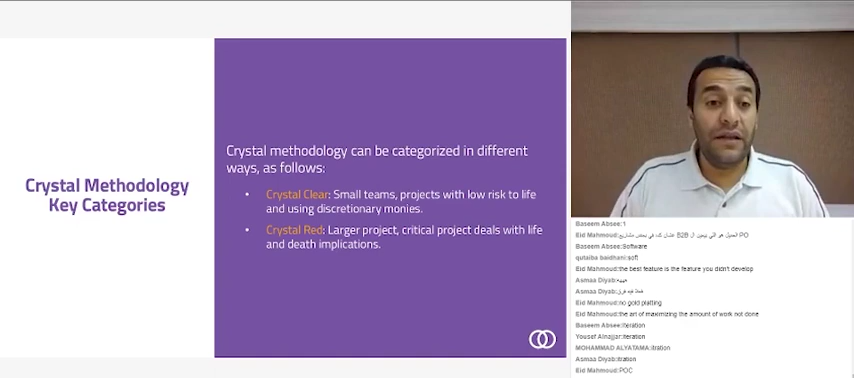 Crystal Methodology
Key Categories
Crystal methodology can be categorized in different
ways, as follows:
• Crystal Clear: Small teams, projects with low risk to life
and using discretionary monies.
• Crystal Red: Larger project, critical project deals with life
and death implications.
Baseem Absee:1
Eid Mahmoud: PO العميل هو اللي بيعين ال B2B عشان كده في بعض مشاريع
Baseem Absee:Software
qutaiba baidhani:soft
Eid Mahmoud:the best feature is the feature you didn't develop
Asmaa Diyab:
Asmaa Diyab:
Eid Mahmoud:no gold platting
Eid Mahmoud:the art of maximizing the amount of work not done
Baseem Absee:iteration
Yousef Alnajjar:iteration
MOHAMMAD ALYATAMA:itration
Asmaa Diyab:itration
Eid Mahmoud:POC